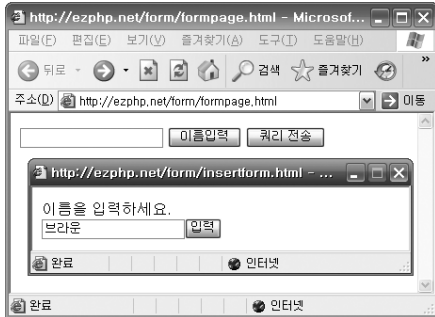 http://ezphp.net/form/formpage.html - Microsof...
파일(F) 편집(E) 보기(V) 즐겨찾기(A) 도구(T) 도움말(H)
뒤로 검색 즐겨찾기 »
주소(D) http://ezphp.net/form/formpage.html 이동
이름입력 쿼리 전송
http://ezphp.net/form/insertform.html - ...
이름을 입력하세요.
브라운 입력
완료 인터넷
완료 인터넷